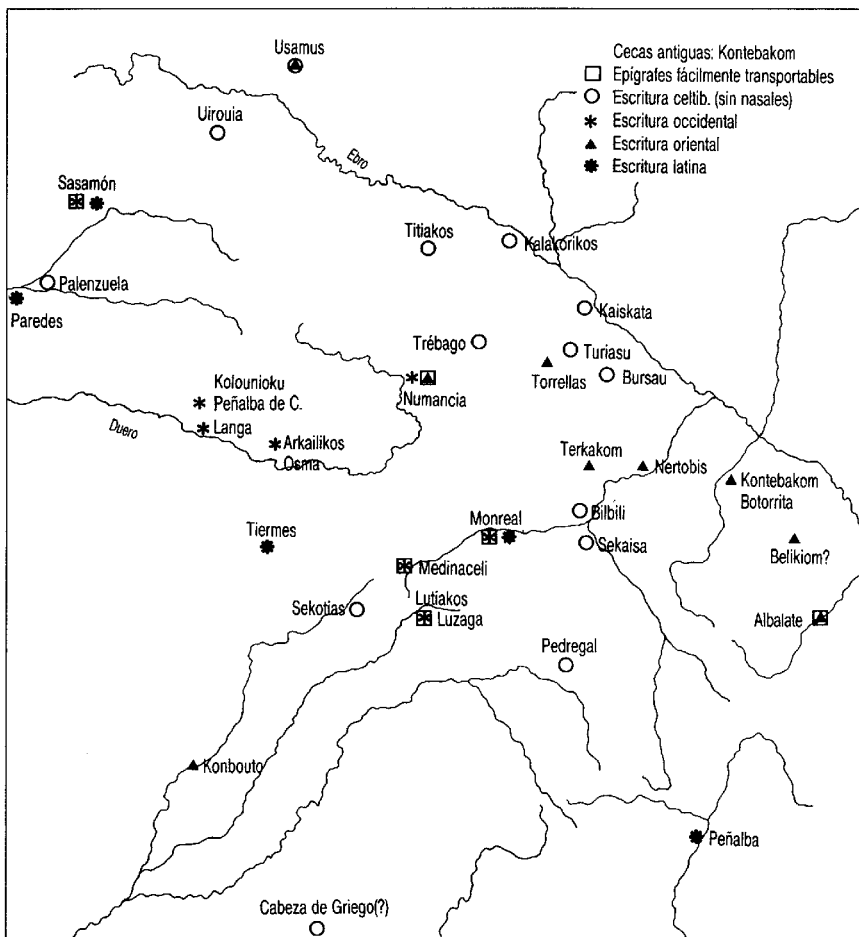 Usamus
Cecas antiguas: Kontebakom
Epígrafes fácilmente transportables
Escritura celtib. (sin nasales)
Escritura occidental
Escritura oriental
Escritura latina
Uirouia
Ebro
Sasamón
Titiakos
Kalakorikos
Palenzuela
Paredes
Kaiskata
Trébago
Turiasu
Torrellas
Bursau
Numancia
Kolounioku
Peñalba de C.
Langa
Duero
Arkailikos
Osma
Terkakom
Nertobis
Kontebakom
Botorrita
Bilbili
Monreal
Tiermes
Sekaisa
Belikiom?
Medinaceli
Lutiakos
Luzaga
Sekotias
Albalate
Pedregal
Konbouto
Peñalba
Cabeza de Griego(?)